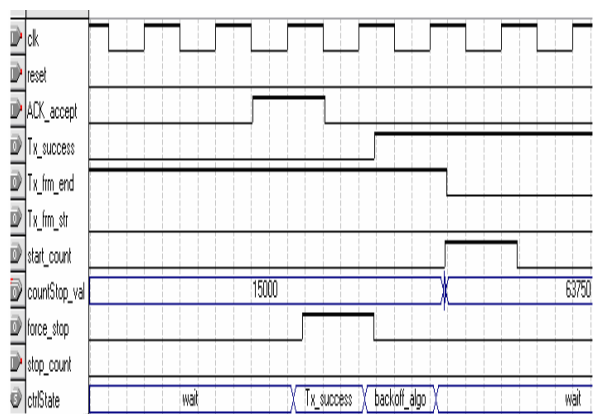 clk
reset
ACK_accept
Tx_success
Tx_frm_end
Tx_frm_str
start_count
countStop_val 15000 63750
force_stop
stop_count
ctrlState wait Tx_success backoff_algo wait